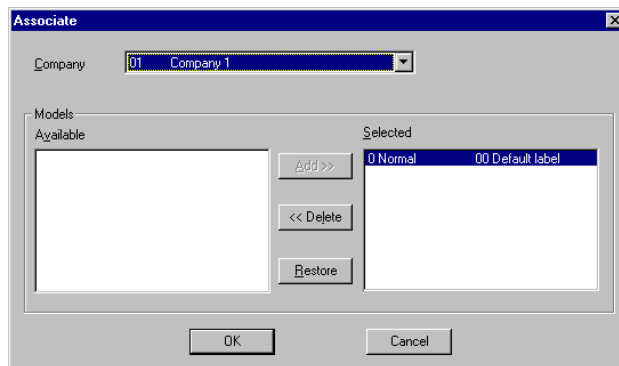 Associate
Company 01 Company 1
Models
Available
Selected
0 Normal 00 Default label
Add >>
<< Delete
Restore
OK Cancel